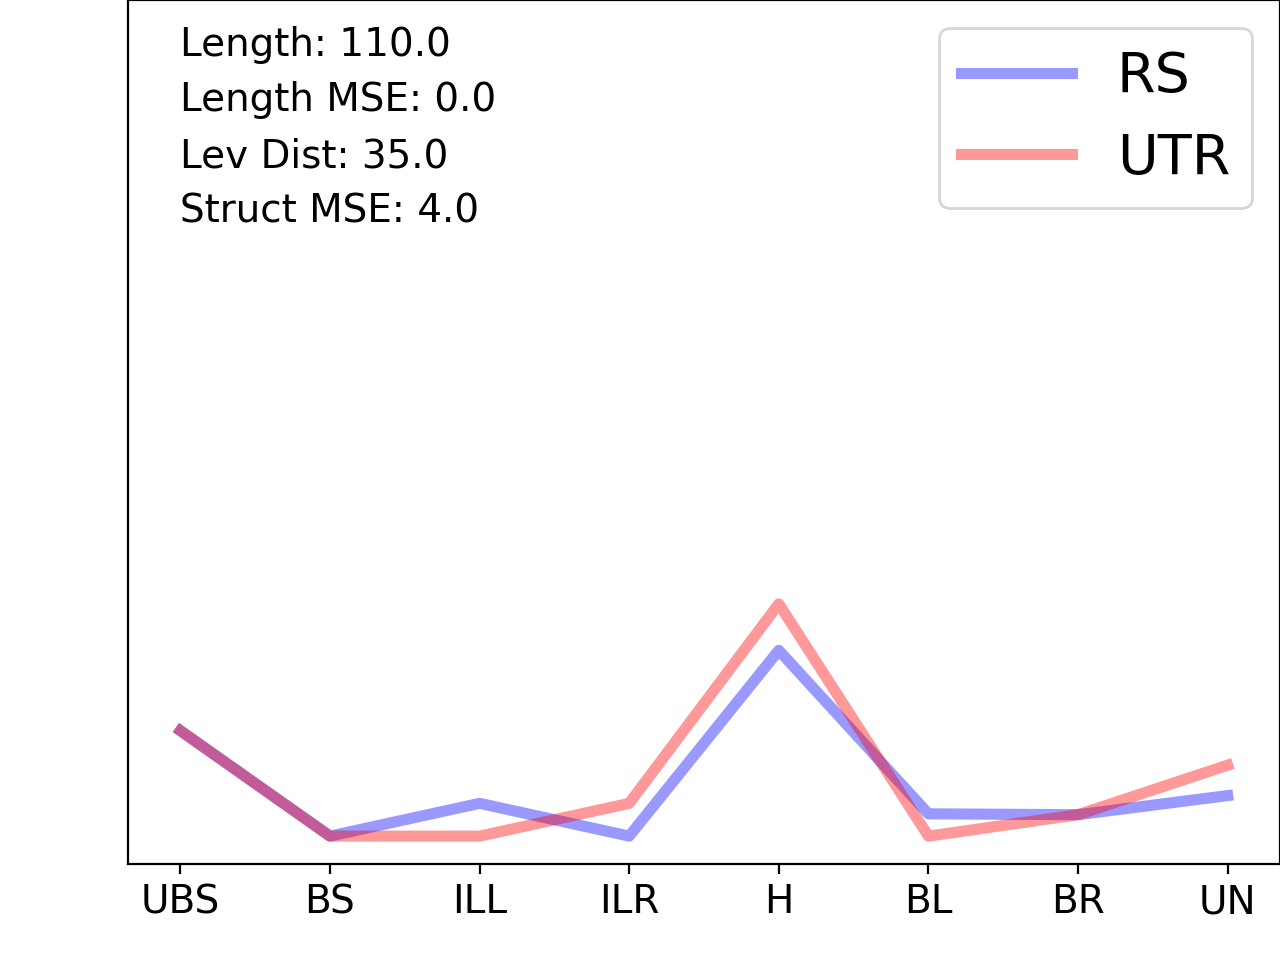 Length: 110.0
Length MSE: 0.0
Lev Dist: 35.0
Struct MSE: 4.0
RS
UTR
UBS BS ILL ILR H BL BR UN